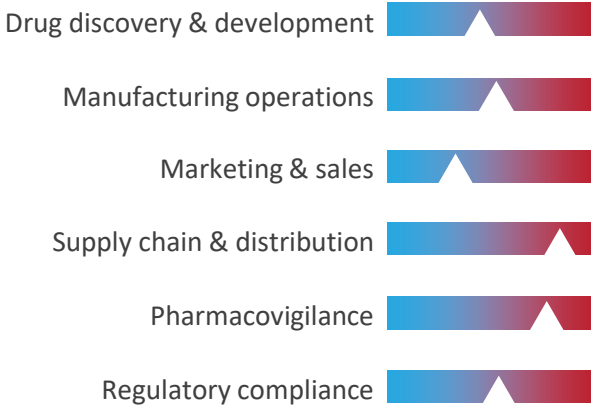 Drug discovery & development
Manufacturing operations
Marketing & sales
Supply chain & distribution
Pharmacovigilance
Regulatory compliance